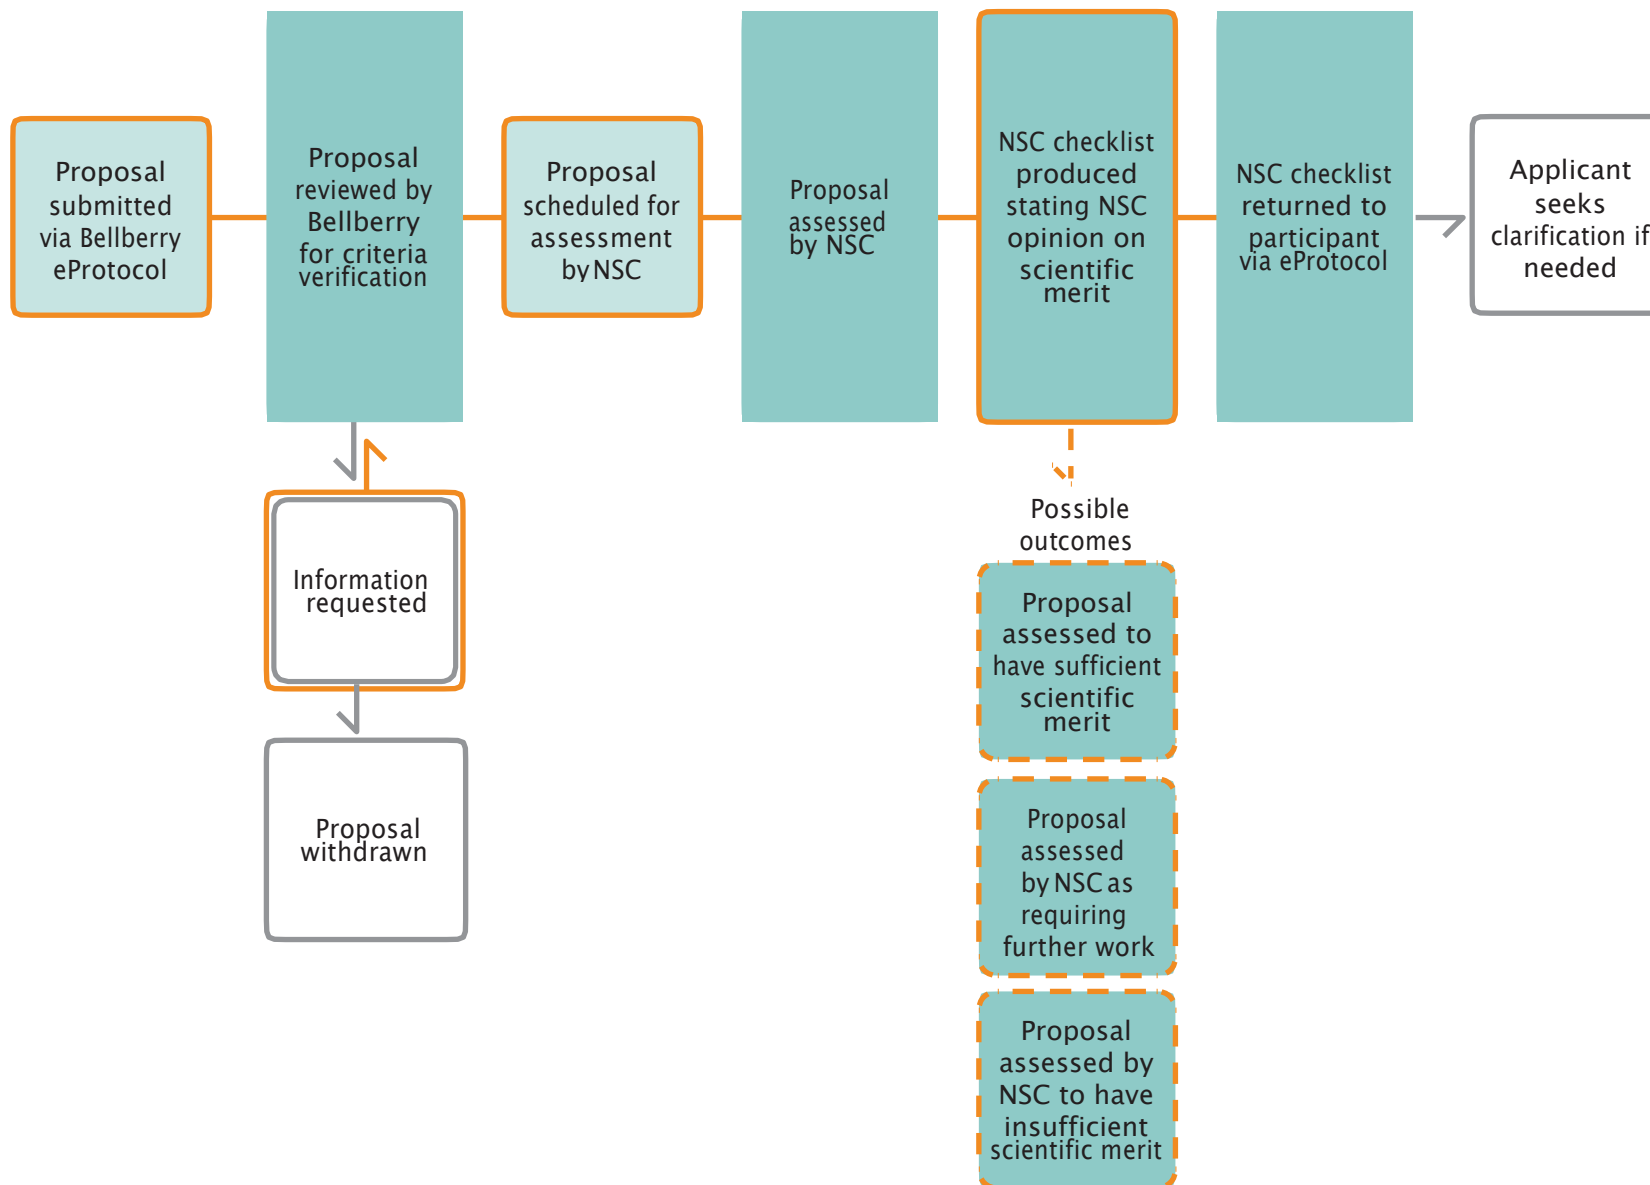 Proposal
submitted
via Bellberry
eProtocol
Proposal
reviewed by
Bellberry
for criteria
verification
Proposal
scheduled for
assessment
by NSC
Proposal
assessed
by NSC
NSC checklist
produced
stating NSC
opinion on
scientific
merit
NSC checklist
returned to
participant
via eProtocol
Applicant
seeks
clarification if
needed
Information
requested
Proposal
withdrawn
Possible
outcomes
Proposal
assessed to
have sufficient
scientific
merit
Proposal
assessed
by NSC as
requiring
further work
Proposal
assessed by
NSC to have
insufficient
scientific merit